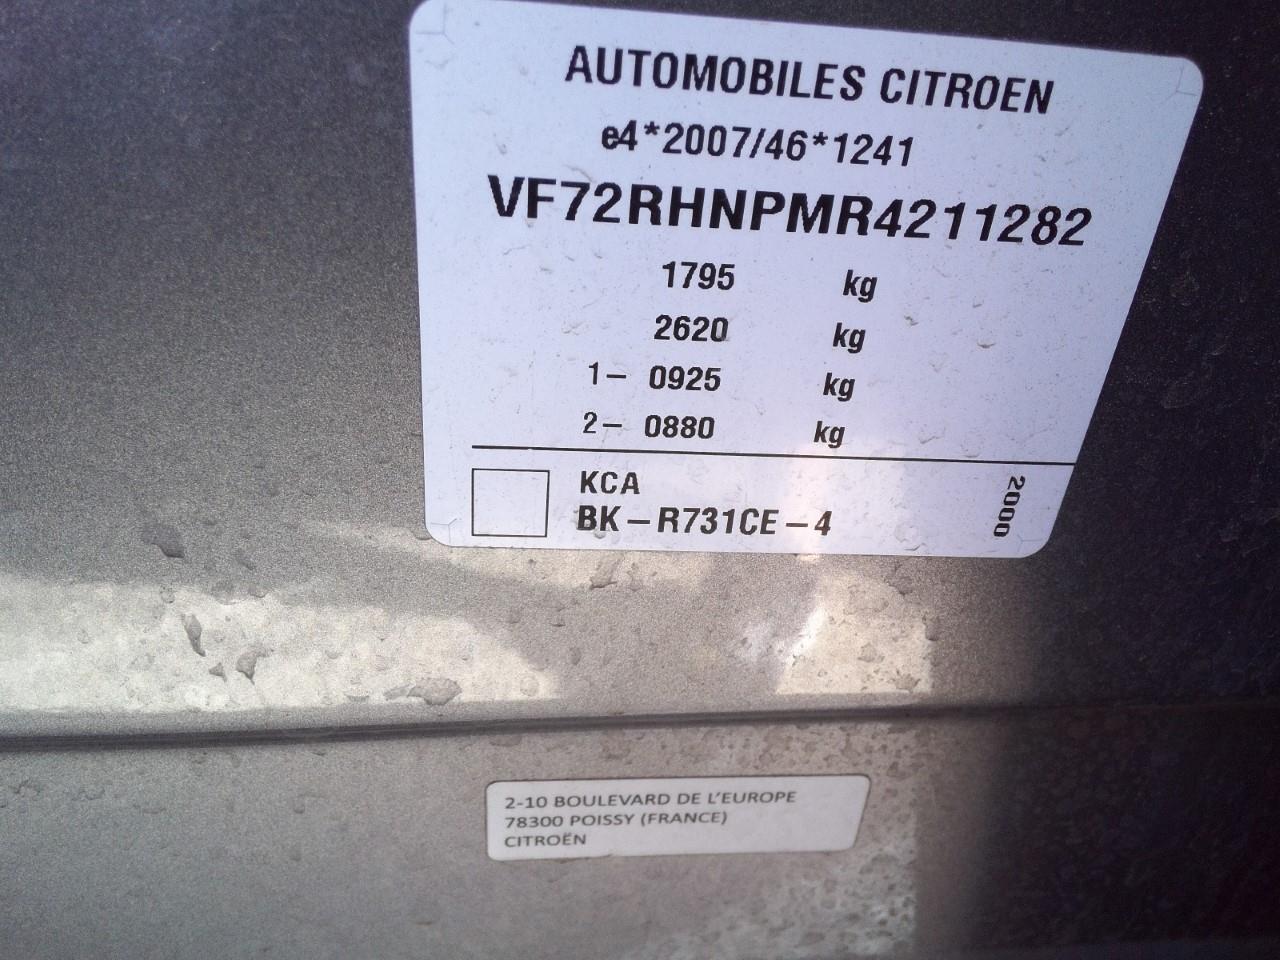 AUTOMOBILES CITROEN
e4*2007/46*1241
VF72RHNPMR4211282
1795 kg
2620 kg
1- 0925 kg
2- 0880 kg
KCA
BK-R731CE-4
2000
2-10 BOULEVARD DE L'EUROPE
78300 POISSY (FRANCE)
CITROËN